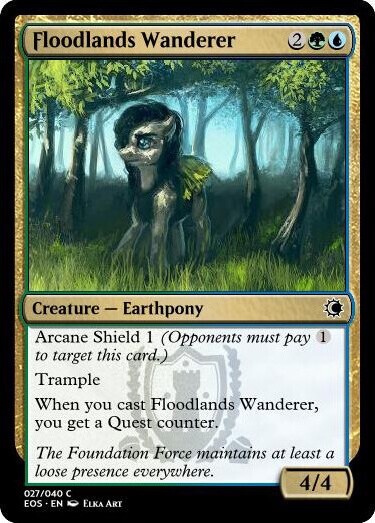 Floodlands Wanderer 2
Creature — Earthpony
Arcane Shield 1 (Opponents must pay 1
to target this card.)
Trample
When you cast Floodlands Wanderer,
you get a Quest counter.
The Foundation Force maintains at least a
loose presence everywhere.
4/4
027/040 C
EOS • EN Elka Art